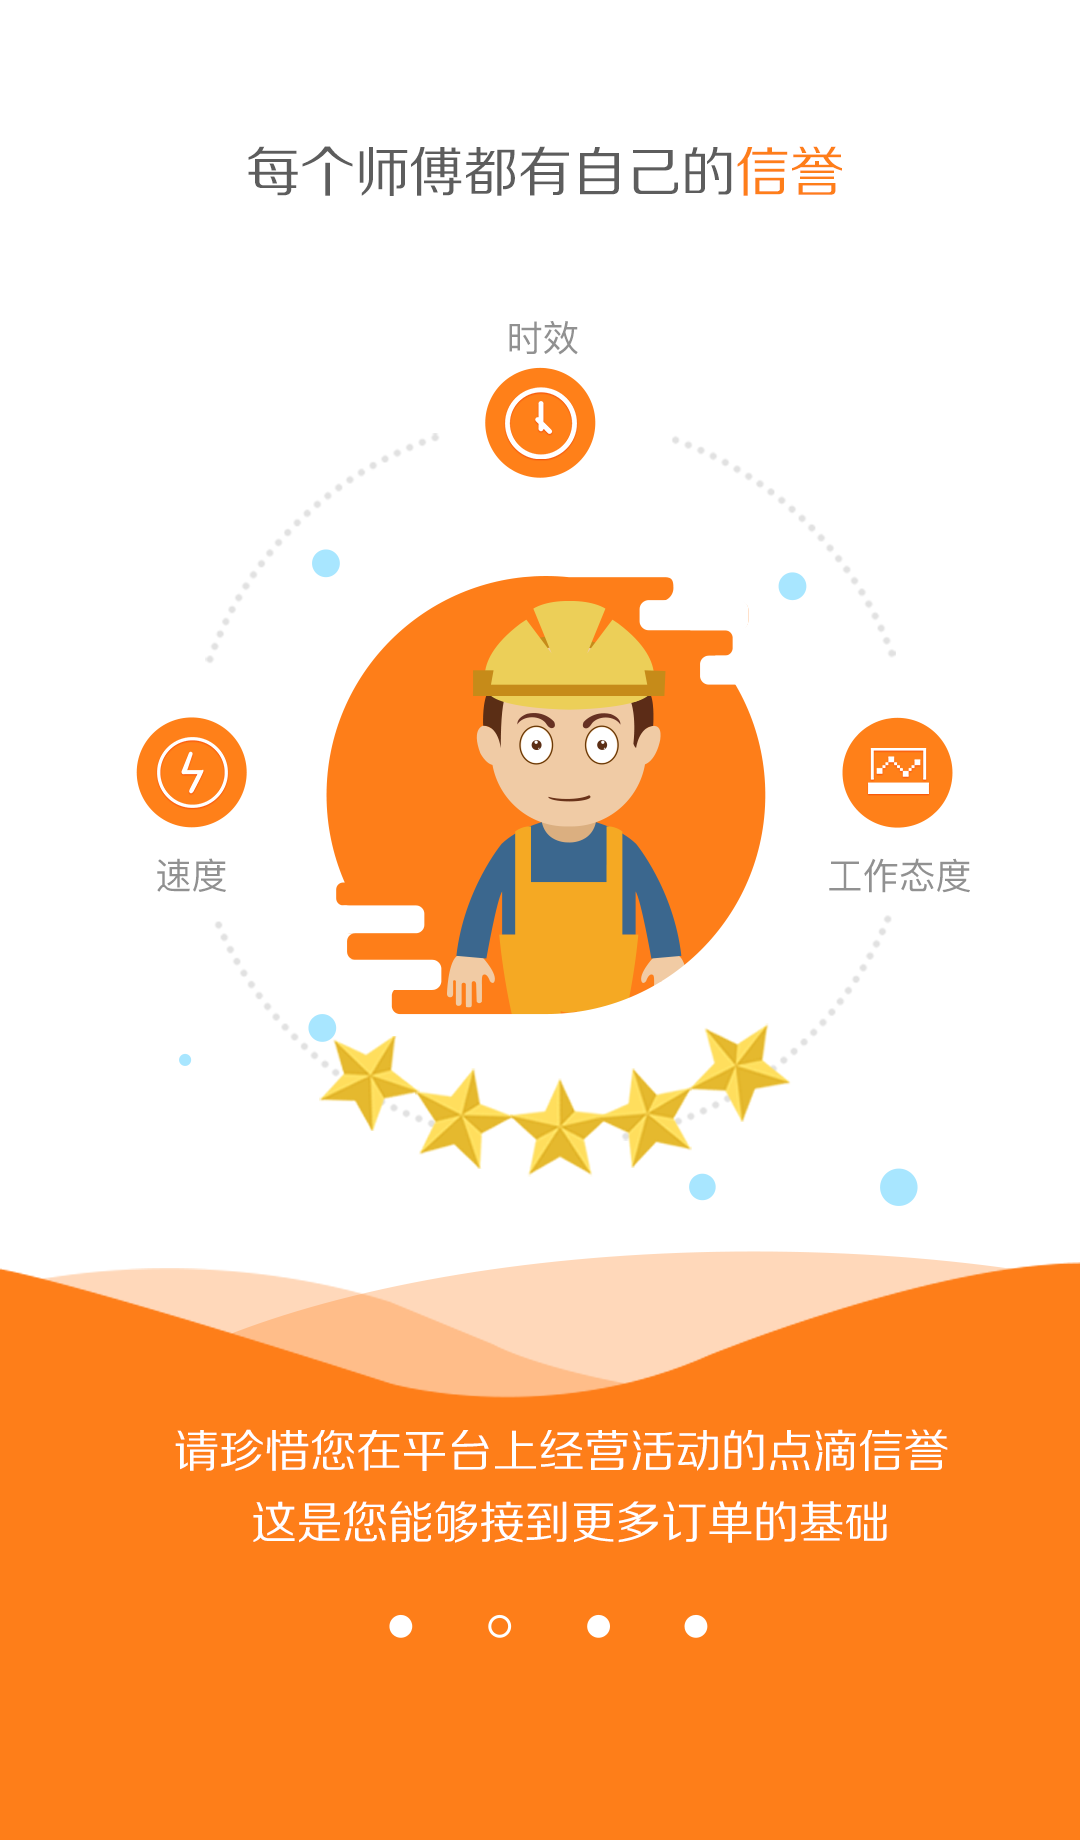 每个师傅都有自己的信誉
时效
速度
工作态度
请珍惜您在平台上经营活动的点滴信誉
这是您能够接到更多订单的基础